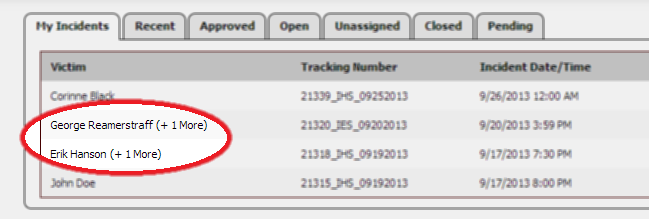 My Incidents Recent Approved Open Unassigned Closed Pending
Victim Tracking Number Incident Date/Time
Corinne Black 21339_IHS_09252013 9/26/2013 12:00 AM
George Reamerstraff (+ 1 More) 21320_IES_09202013 9/20/2013 3:59 PM
Erik Hanson (+ 1 More) 21318_IHS_09192013 9/17/2013 7:30 PM
John Doe 21315_IHS_09192013 9/17/2013 8:00 PM